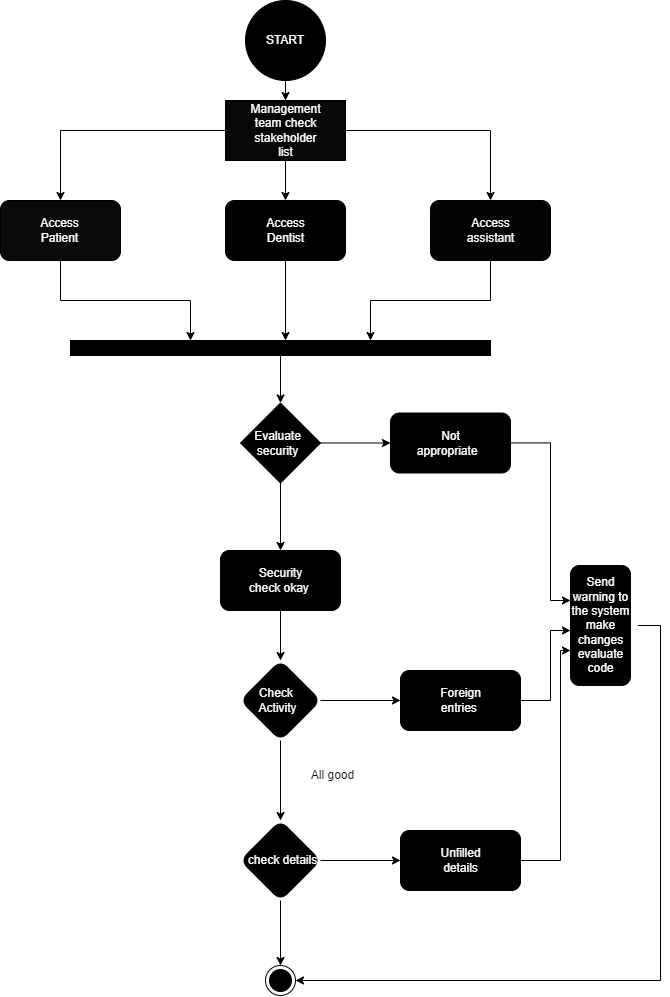 START
Management
team check
stakeholder
list
Access
Patient
Access
Dentist
Access
assistant
Evaluate
security
Not
appropriate
Security
check okay
Send
warning to
the system
make
changes
evaluate
code
Check
Activity
Foreign
entries
All good
check details
Unfilled
details